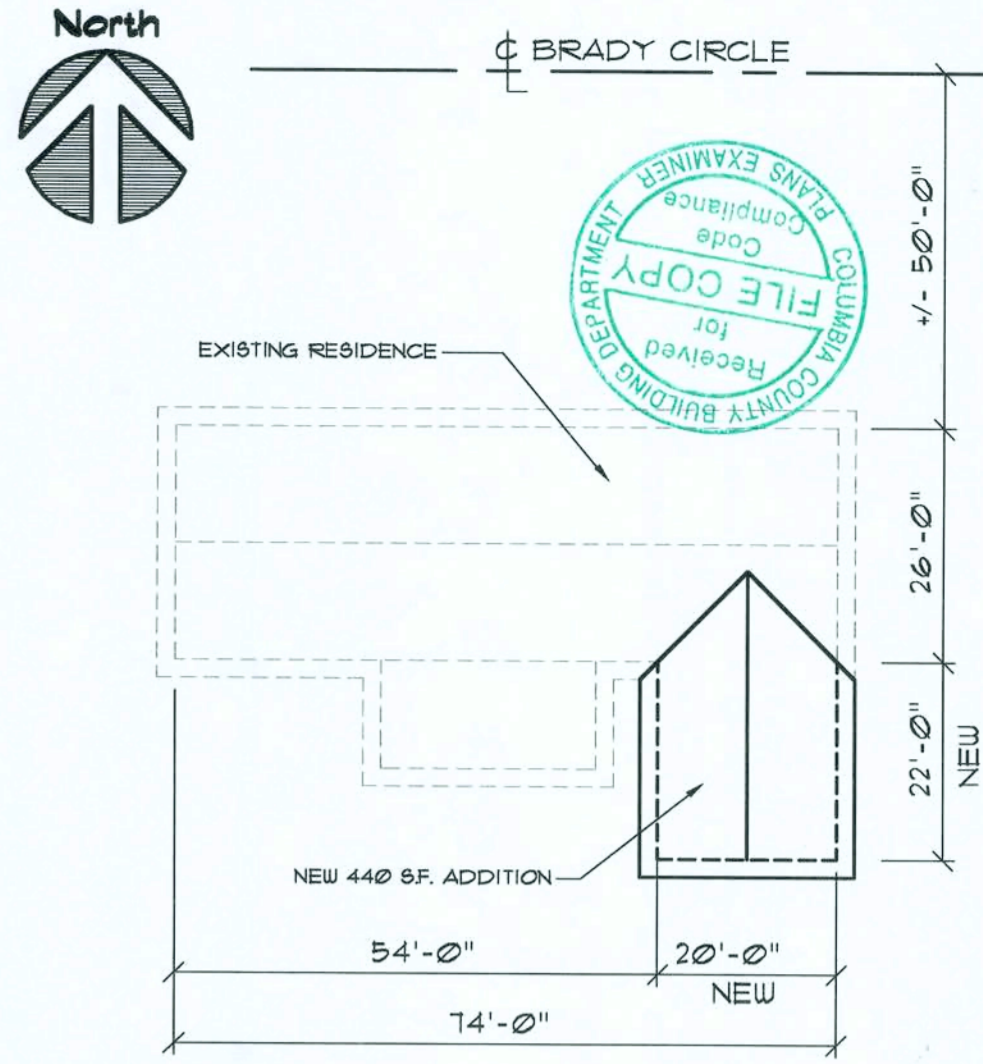 North
℄ BRADY CIRCLE
COLUMBIA COUNTY BUILDING DEPARTMENT
PLANS EXAMINER
Received
for
FILE COPY
Code
Compliance
+/- 50'-0"
EXISTING RESIDENCE
26'-0"
22'-0"
NEW
NEW 440 S.F. ADDITION
54'-0"
20'-0"
NEW
74'-0"